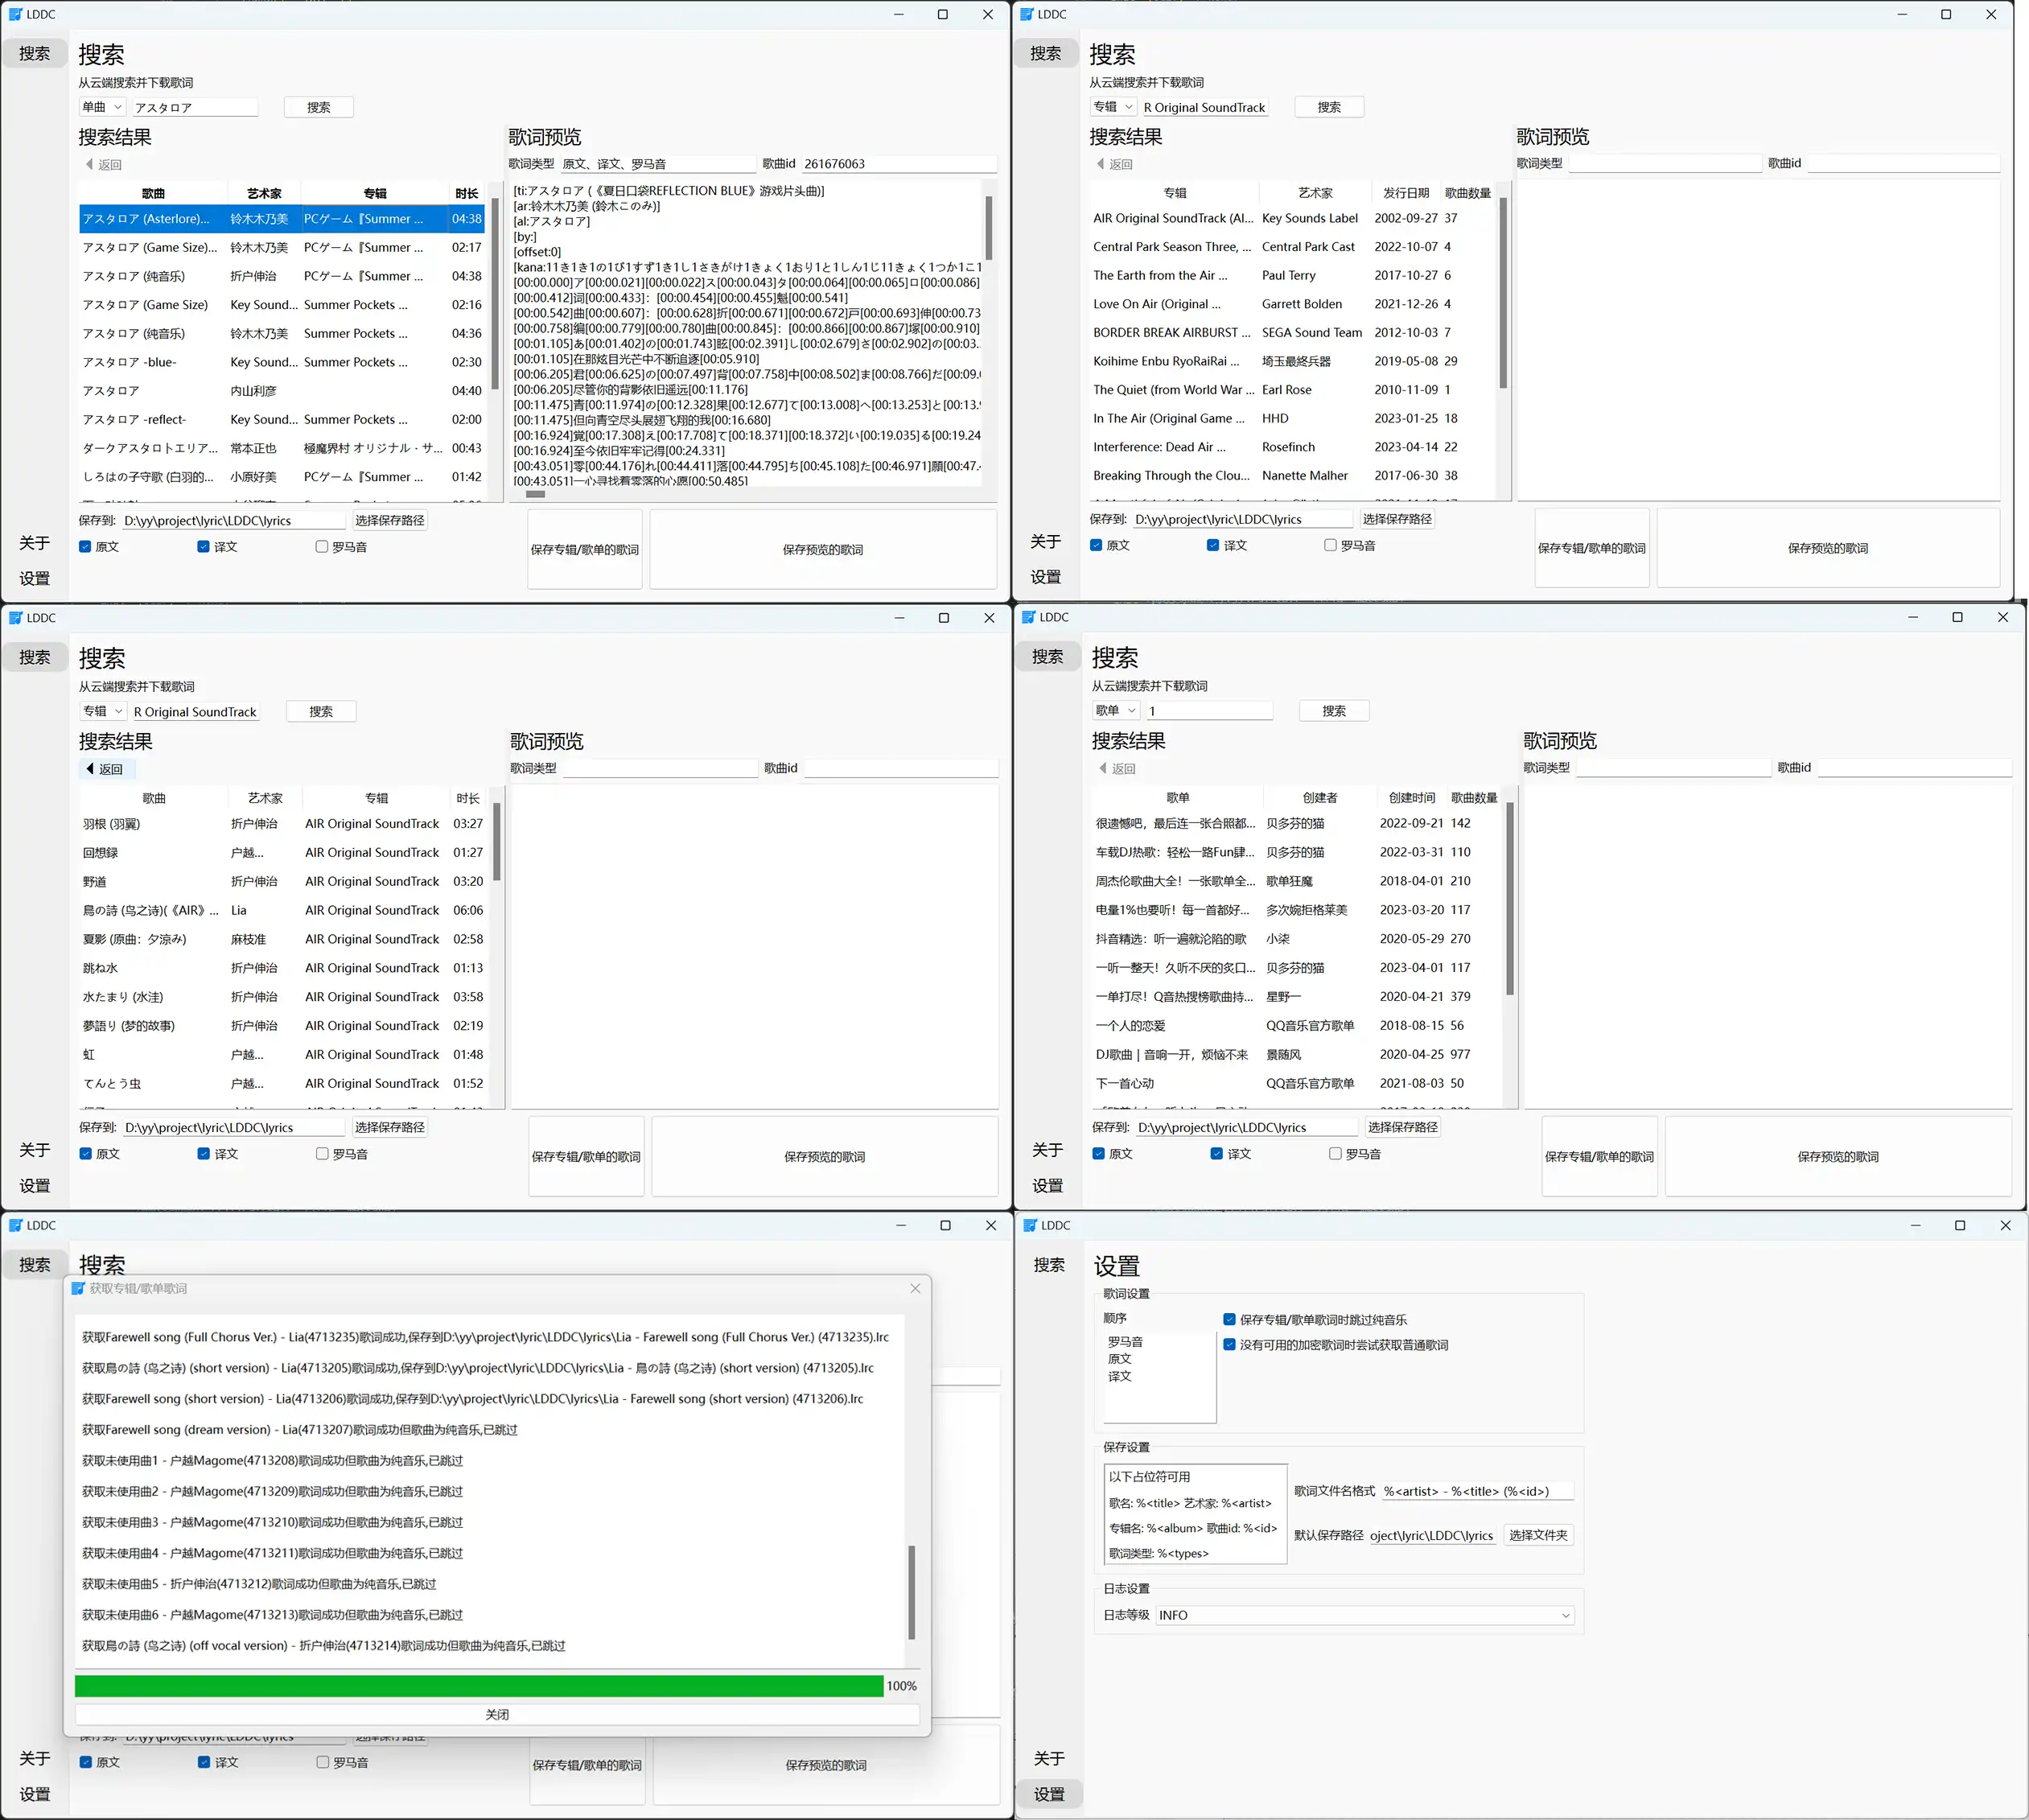 LDDC
搜索
搜索
从云端搜索并下载歌词
单曲 アスタロア 搜索
搜索结果
返回
歌曲 艺术家 专辑 时长
アスタロア (Asterlore)... 铃木木乃美 PCゲーム『Summer ... 04:38
アスタロア (Game Size)... 铃木木乃美 PCゲーム『Summer ... 02:17
アスタロア (纯音乐) 折户伸治 PCゲーム『Summer ... 04:38
アスタロア (Game Size) Key Sound... Summer Pockets ... 02:16
アスタロア (纯音乐) 铃木木乃美 Summer Pockets ... 04:36
アスタロア -blue- Key Sound... Summer Pockets ... 02:30
アスタロア 内山利彦 04:40
アスタロア -reflect- Key Sound... Summer Pockets ... 02:00
ダークアスタロトエリア... 常本正也 極魔界村 オリジナル・サ... 00:43
しろはの子守歌 (白羽的... 小原好美 PCゲーム『Summer ... 01:42
歌词预览
歌词类型 原文、译文、罗马音 歌曲id 261676063
[ti:アスタロア (《夏日口袋REFLECTION BLUE》游戏片头曲)]
[ar:铃木木乃美 (鈴木このみ)]
[al:アスタロア]
[by:]
[offset:0]
[kana:11き1き1の1び1すず1き1し1さきがけ1きょく1おり1と1しん1じ11きょく1つか1こ1
[00:00.000]ア[00:00.021][00:00.022]ス[00:00.043]タ[00:00.064][00:00.065]ロ[00:00.086]
[00:00.412]词[00:00.433]：[00:00.454][00:00.455]魁[00:00.541]
[00:00.542]曲[00:00.607]：[00:00.628]折[00:00.671][00:00.672]戸[00:00.693]伸[00:00.73
[00:00.758]编[00:00.779][00:00.780]曲[00:00.845]：[00:00.866][00:00.867]塚[00:00.910]
[00:01.105]あ[00:01.402]の[00:01.743]眩[00:02.391]し[00:02.679]さ[00:02.902]の[00:03.
[00:01.105]在那炫目光芒中不断追逐[00:05.910]
[00:06.205]君[00:06.625]の[00:07.497]背[00:07.758]中[00:08.502]ま[00:08.766]だ[00:09.
[00:06.205]尽管你的背影依旧遥远[00:11.176]
[00:11.475]青[00:11.974]の[00:12.328]果[00:12.677]て[00:13.008]へ[00:13.253]と[00:13.
[00:11.475]但向青空尽头展翅飞翔的我[00:16.680]
[00:16.924]覚[00:17.308]え[00:17.708]て[00:18.371][00:18.372]い[00:19.035]る[00:19.24
[00:16.924]至今依旧牢牢记得[00:24.331]
[00:43.051]零[00:44.176]れ[00:44.411]落[00:44.795]ち[00:45.108]た[00:46.971]願[00:47.
[00:43.051]一心寻找着零落的心愿[00:50.485]
保存到: D:\yy\project\lyric\LDDC\lyrics 选择保存路径
原文 译文 罗马音
保存专辑/歌单的歌词 保存预览的歌词
关于
设置
LDDC
搜索
搜索
从云端搜索并下载歌词
专辑 R Original SoundTrack 搜索
搜索结果
返回
专辑 艺术家 发行日期 歌曲数量
AIR Original SoundTrack (AI... Key Sounds Label 2002-09-27 37
Central Park Season Three, ... Central Park Cast 2022-10-07 4
The Earth from the Air ... Paul Terry 2017-10-27 6
Love On Air (Original ... Garrett Bolden 2021-12-26 4
BORDER BREAK AIRBURST ... SEGA Sound Team 2012-10-03 7
Koihime Enbu RyoRaiRai ... 埼玉最終兵器 2019-05-08 29
The Quiet (from World War ... Earl Rose 2010-11-09 1
In The Air (Original Game ... HHD 2023-01-25 18
Interference: Dead Air ... Rosefinch 2023-04-14 22
Breaking Through the Clou... Nanette Malher 2017-06-30 38
歌词预览
歌词类型 歌曲id
保存到: D:\yy\project\lyric\LDDC\lyrics 选择保存路径
原文 译文 罗马音
保存专辑/歌单的歌词 保存预览的歌词
关于
设置
LDDC
搜索
搜索
从云端搜索并下载歌词
专辑 R Original SoundTrack 搜索
搜索结果
返回
歌曲 艺术家 专辑 时长
羽根 (羽翼) 折户伸治 AIR Original SoundTrack 03:27
回想録 户越... AIR Original SoundTrack 01:27
野道 折户伸治 AIR Original SoundTrack 03:20
鳥の詩 (鸟之诗)(《AIR》... Lia AIR Original SoundTrack 06:06
夏影 (原曲：夕涼み) 麻枝准 AIR Original SoundTrack 02:58
跳ね水 折户伸治 AIR Original SoundTrack 01:13
水たまり (水洼) 折户伸治 AIR Original SoundTrack 03:58
夢語り (梦的故事) 折户伸治 AIR Original SoundTrack 02:19
虹 户越... AIR Original SoundTrack 01:48
てんとう虫 户越... AIR Original SoundTrack 01:52
歌词预览
歌词类型 歌曲id
保存到: D:\yy\project\lyric\LDDC\lyrics 选择保存路径
原文 译文 罗马音
保存专辑/歌单的歌词 保存预览的歌词
关于
设置
LDDC
搜索
搜索
从云端搜索并下载歌词
歌单 1 搜索
搜索结果
返回
歌单 创建者 创建时间 歌曲数量
很遗憾吧，最后连一张合照都... 贝多芬的猫 2022-09-21 142
车载DJ热歌：轻松一路Fun肆... 贝多芬的猫 2022-03-31 110
周杰伦歌曲大全！一张歌单全... 歌单狂魔 2018-04-01 210
电量1%也要听！每一首都好... 多次婉拒格莱美 2023-03-20 117
抖音精选：听一遍就沦陷的歌 小柒 2020-05-29 270
一听一整天！久听不厌的炙口... 贝多芬的猫 2023-04-01 117
一单打尽！Q音热搜榜歌曲持... 星野一 2020-04-21 379
一个人的恋爱 QQ音乐官方歌单 2018-08-15 56
DJ歌曲 | 音响一开，烦恼不来 景随风 2020-04-25 977
下一首心动 QQ音乐官方歌单 2021-08-03 50
歌词预览
歌词类型 歌曲id
保存到: D:\yy\project\lyric\LDDC\lyrics 选择保存路径
原文 译文 罗马音
保存专辑/歌单的歌词 保存预览的歌词
关于
设置
LDDC
搜索
搜索
获取专辑/歌单歌词
获取Farewell song (Full Chorus Ver.) - Lia(4713235)歌词成功,保存到D:\yy\project\lyric\LDDC\lyrics\Lia - Farewell song (Full Chorus Ver.) (4713235).lrc
获取鳥の詩 (鸟之诗) (short version) - Lia(4713205)歌词成功,保存到D:\yy\project\lyric\LDDC\lyrics\Lia - 鳥の詩 (鸟之诗) (short version) (4713205).lrc
获取Farewell song (short version) - Lia(4713206)歌词成功,保存到D:\yy\project\lyric\LDDC\lyrics\Lia - Farewell song (short version) (4713206).lrc
获取Farewell song (dream version) - Lia(4713207)歌词成功但歌曲为纯音乐,已跳过
获取未使用曲1 - 户越Magome(4713208)歌词成功但歌曲为纯音乐,已跳过
获取未使用曲2 - 户越Magome(4713209)歌词成功但歌曲为纯音乐,已跳过
获取未使用曲3 - 户越Magome(4713210)歌词成功但歌曲为纯音乐,已跳过
获取未使用曲4 - 户越Magome(4713211)歌词成功但歌曲为纯音乐,已跳过
获取未使用曲5 - 折户伸治(4713212)歌词成功但歌曲为纯音乐,已跳过
获取未使用曲6 - 户越Magome(4713213)歌词成功但歌曲为纯音乐,已跳过
获取鳥の詩 (鸟之诗) (off vocal version) - 折户伸治(4713214)歌词成功但歌曲为纯音乐,已跳过
100%
关闭
保存到: D:\yy\project\lyric\LDDC\lyrics 选择保存路径
原文 译文 罗马音
保存专辑/歌单的歌词 保存预览的歌词
关于
设置
LDDC
搜索
设置
歌词设置
顺序
罗马音
原文
译文
保存专辑/歌单歌词时跳过纯音乐
没有可用的加密歌词时尝试获取普通歌词
保存设置
以下占位符可用
歌名: %<title> 艺术家: %<artist>
专辑名: %<album> 歌曲id: %<id>
歌词类型: %<types>
歌词文件名格式 %<artist> - %<title> (%<id>)
默认保存路径 oject\lyric\LDDC\lyrics 选择文件夹
日志设置
日志等级 INFO
关于
设置